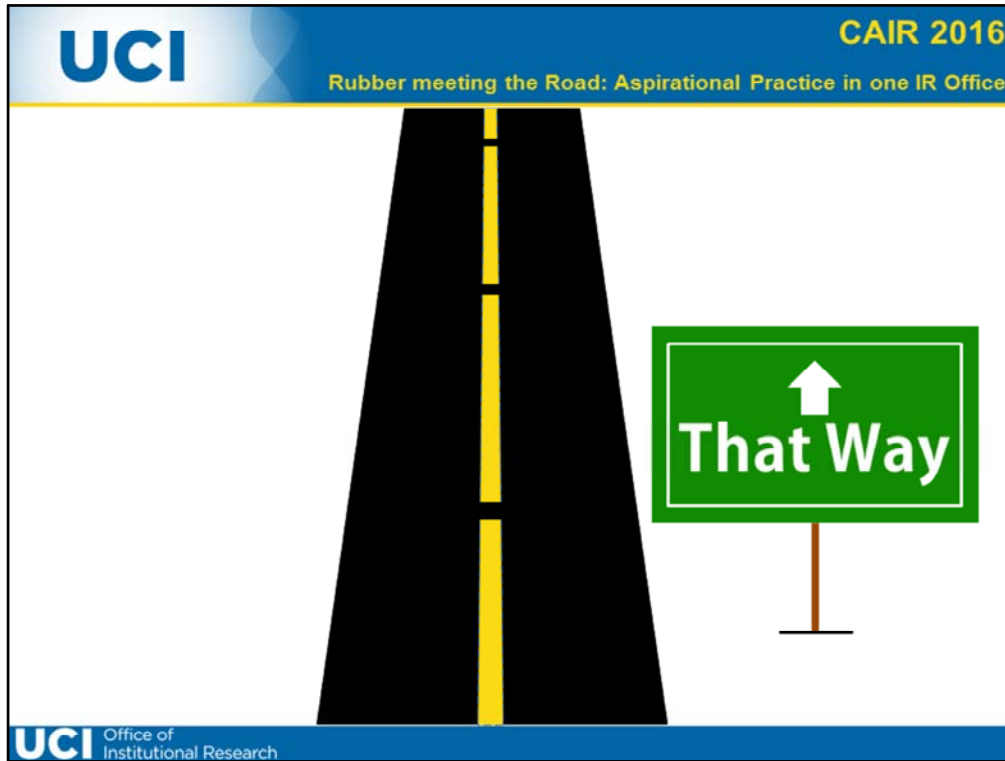 UCI
CAIR 2016
Rubber meeting the Road: Aspirational Practice in one IR Office
That Way
UCI
Office of
Institutional Research